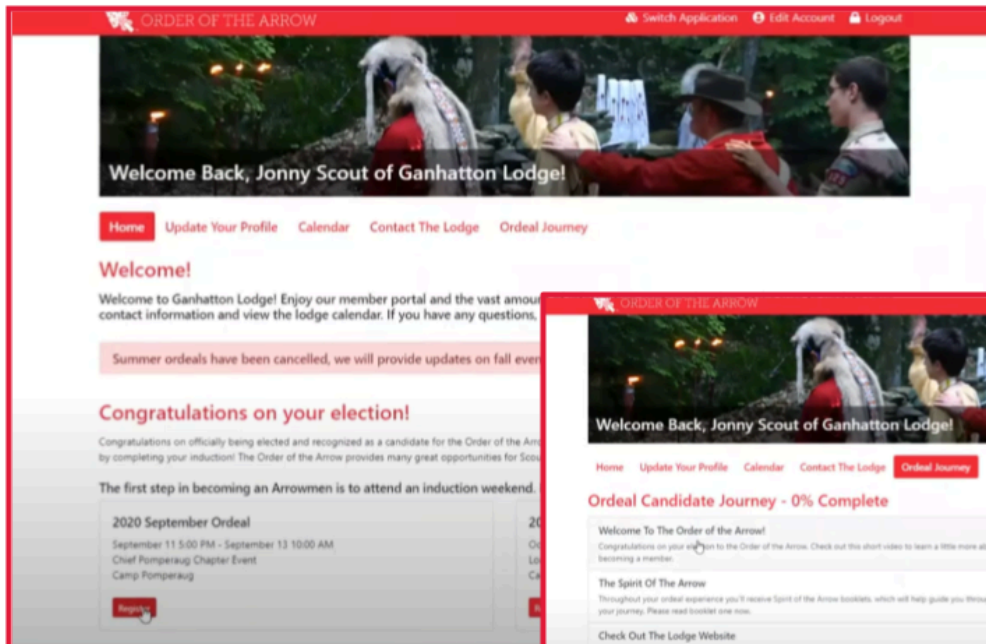 ORDER OF THE ARROW
Switch Application Edit Account Logout
Welcome Back, Jonny Scout of Ganhatton Lodge!
Home Update Your Profile Calendar Contact The Lodge Ordeal Journey
Welcome!
Welcome to Ganhatton Lodge! Enjoy our member portal and the vast
contact information and view the lodge calendar. If you have any questions,
Summer ordeals have been cancelled, we will provide updates on fall
Congratulations on your election!
Congratulations on officially being elected and recognized as a candidate for the Order of the
by completing your induction! The Order of the Arrow provides many great opportunities for
The first step in becoming an Arrowmen is to attend an induction weekend.
2020 September Ordeal
September 11 5:00 PM - September 13 10:00 AM
Chief Pomperaug Chapter Event
Camp Pomperaug
Register
20
ORDER OF THE ARROW
Welcome Back, Jonny Scout of Ganhatton Lodge!
Home Update Your Profile Calendar Contact The Lodge Ordeal Journey
Ordeal Candidate Journey - 0% Complete
Welcome To The Order of the Arrow!
Congratulations on your to the Order of the Arrow. Check out this short video to learn a little more
becoming a member.
The Spirit Of The Arrow
Throughout your ordeal experience you'll receive Spirit of the Arrow booklets, which will help guide you
your journey. Please read booklet one now.
Check Out The Lodge Website